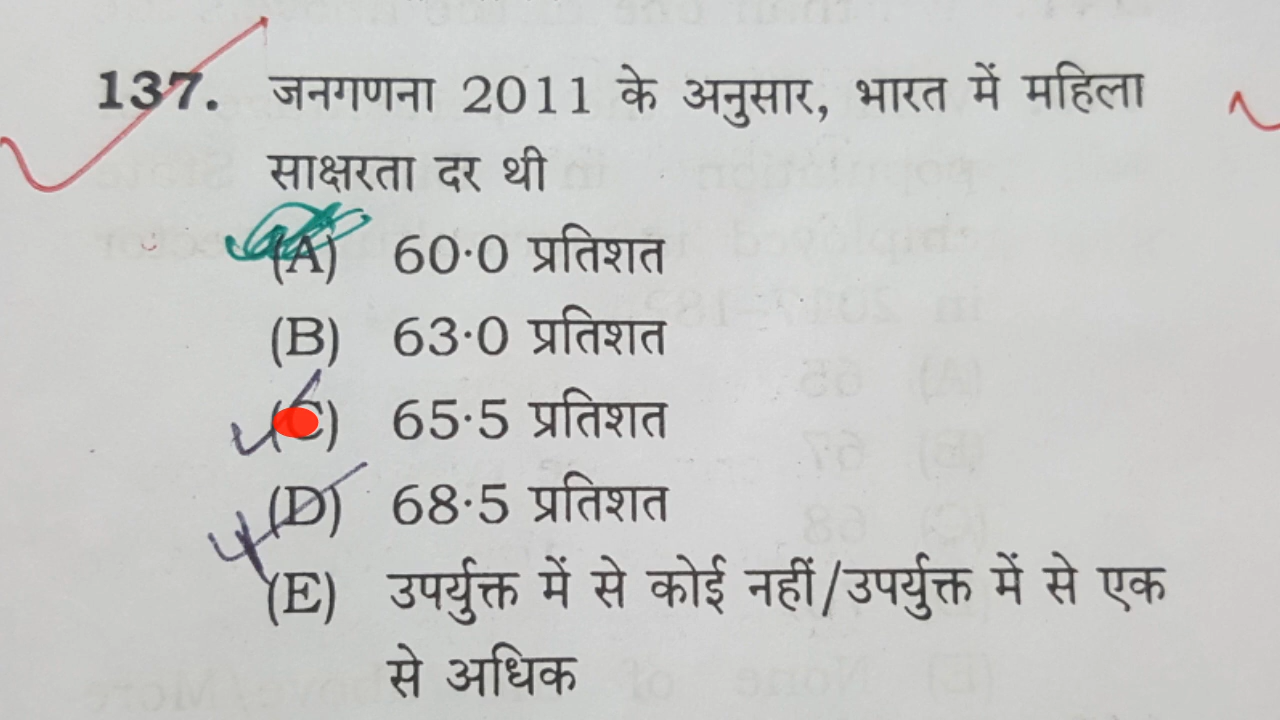 137. जनगणना 2011 के अनुसार, भारत में महिला
साक्षरता दर थी
(A) 60·0 प्रतिशत
(B) 63·0 प्रतिशत
(C) 65·5 प्रतिशत
(D) 68·5 प्रतिशत
(E) उपर्युक्त में से कोई नहीं/उपर्युक्त में से एक
से अधिक